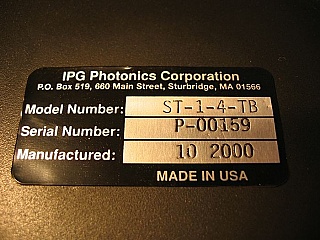 IPG Photonics Corporation
P.O. Box 519, 660 Main Street, Sturbridge, MA 01566
Model Number: ST-1-4-TB
Serial Number: P-00159
Manufactured: 10 2000
MADE IN USA